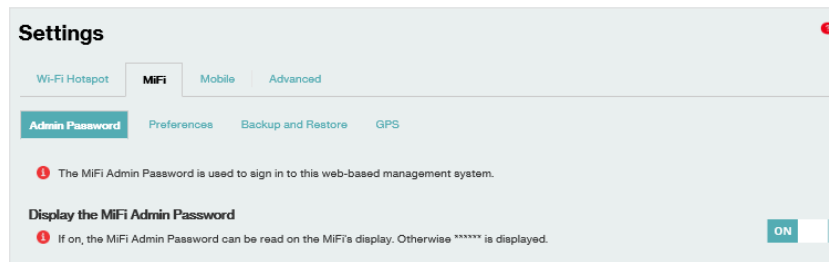 Settings
Wi-Fi Hotspot MiFi Mobile Advanced
Admin Password Preferences Backup and Restore GPS
The MiFi Admin Password is used to sign in to this web-based management system.
Display the MiFi Admin Password
If on, the MiFi Admin Password can be read on the MiFi's display. Otherwise ****** is displayed.
ON